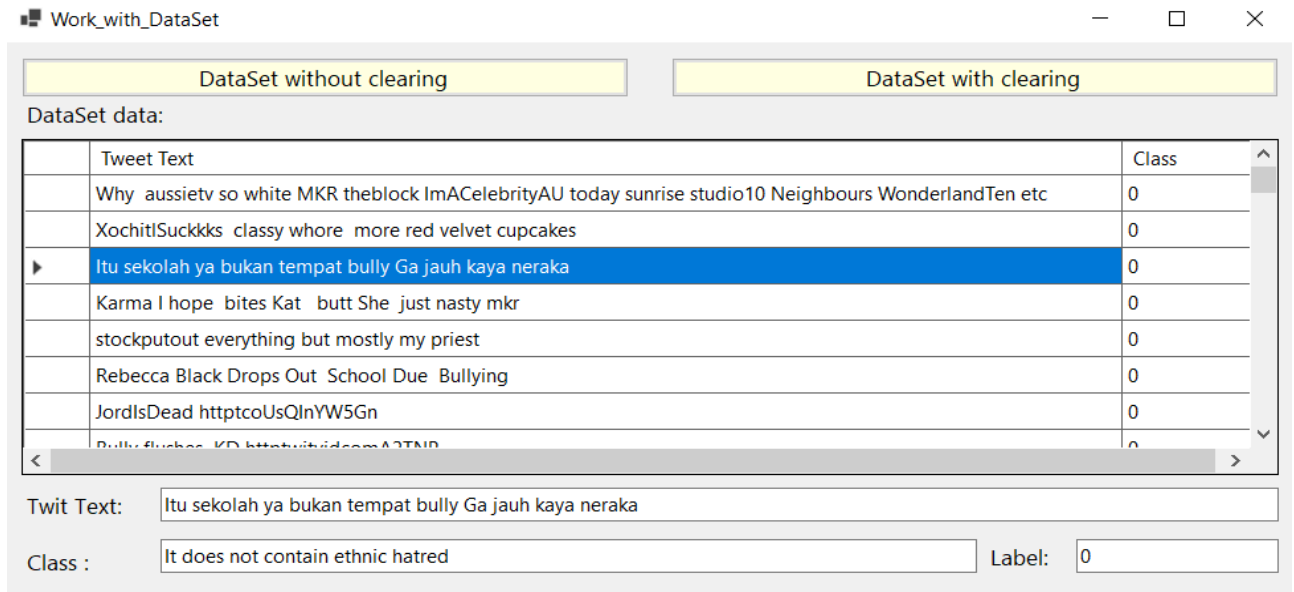 Work_with_DataSet
DataSet without clearing DataSet with clearing
DataSet data:
Tweet Text Class
Why aussietv so white MKR theblock ImACelebrityAU today sunrise studio10 Neighbours WonderlandTen etc 0
XochitlSuckkks classy whore more red velvet cupcakes 0
Itu sekolah ya bukan tempat bully Ga jauh kaya neraka 0
Karma I hope bites Kat butt She just nasty mkr 0
stockputout everything but mostly my priest 0
Rebecca Black Drops Out School Due Bullying 0
JordIsDead httptcoUsQInYW5Gn 0
Bully flushes KD
Twit Text: Itu sekolah ya bukan tempat bully Ga jauh kaya neraka
Class : It does not contain ethnic hatred Label: 0